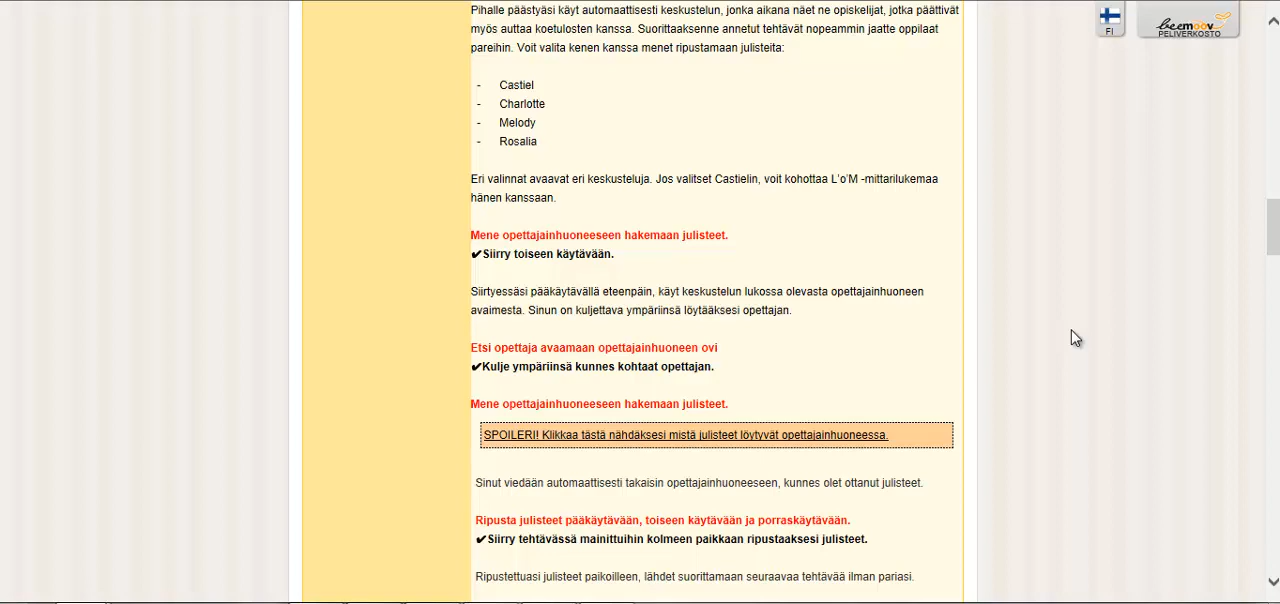 Pihalle päästyäsi käyt automaattisesti keskustelun, jonka aikana näet ne opiskelijat, jotka päättivät
myös auttaa koetulosten kanssa. Suorittaaksenne annetut tehtävät nopeammin jaatte oppilaat
pareihin. Voit valita kenen kanssa menet ripustamaan julisteita:
- Castiel
- Charlotte
- Melody
- Rosalia
Eri valinnat avaavat eri keskusteluja. Jos valitset Castielin, voit kohottaa L'o'M -mittarilukemaa
hänen kanssaan.
Mene opettajainhuoneeseen hakemaan julisteet.
✔Siirry toiseen käytävään.
Siirtyessäsi pääkäytävällä eteenpäin, käyt keskustelun lukossa olevasta opettajainhuoneen
avaimesta. Sinun on kuljettava ympäriinsä löytääksesi opettajan.
Etsi opettaja avaamaan opettajainhuoneen ovi
✔Kulje ympäriinsä kunnes kohtaat opettajan.
Mene opettajainhuoneeseen hakemaan julisteet.
SPOILERI! Klikkaa tästä nähdäksesi mistä julisteet löytyvät opettajainhuoneessa.
Sinut viedään automaattisesti takaisin opettajainhuoneeseen, kunnes olet ottanut julisteet.
Ripusta julisteet pääkäytävään, toiseen käytävään ja porraskäytävään.
✔Siirry tehtävässä mainittuihin kolmeen paikkaan ripustaaksesi julisteet.
Ripustettuasi julisteet paikoilleen, lähdet suorittamaan seuraavaa tehtävää ilman pariasi.
FI
beemoov
PELIVERKOSTO